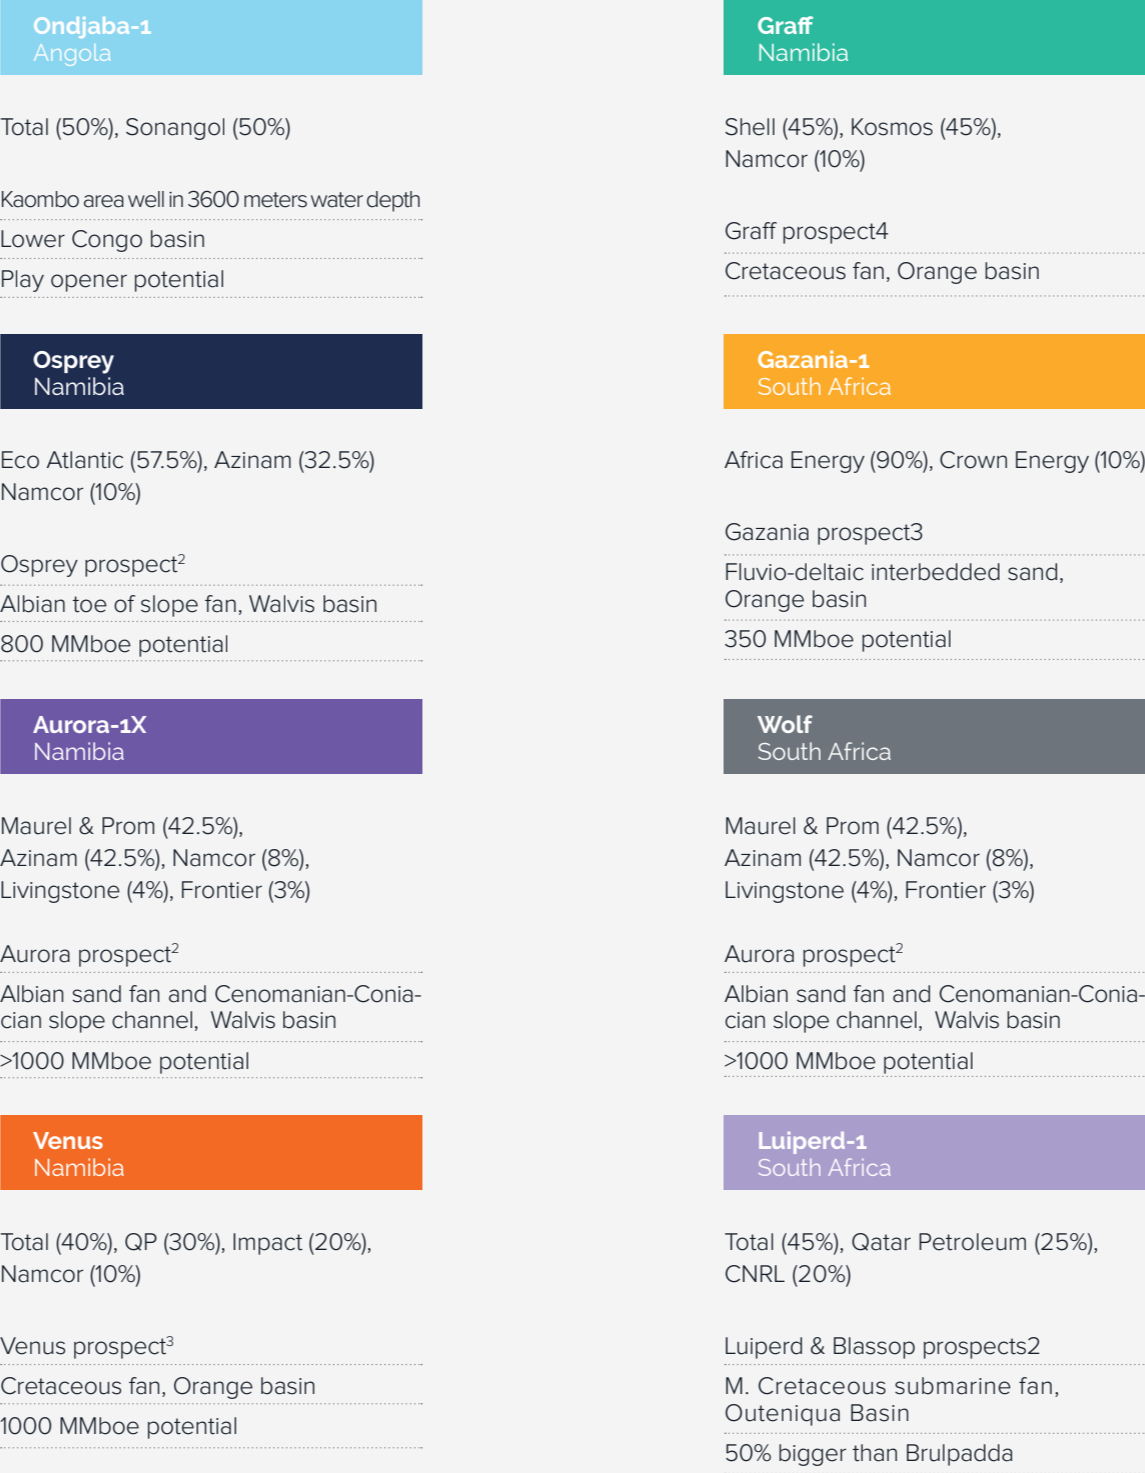 Ondjaba-1
Angola
Total (50%), Sonangol (50%)
Kaombo area well in 3600 meters water depth
Lower Congo basin
Play opener potential
Osprey
Namibia
Eco Atlantic (57.5%), Azinam (32.5%)
Namcor (10%)
Osprey prospect²
Albian toe of slope fan, Walvis basin
800 MMboe potential
Aurora-1X
Namibia
Maurel & Prom (42.5%),
Azinam (42.5%), Namcor (8%),
Livingstone (4%), Frontier (3%)
Aurora prospect²
Albian sand fan and Cenomanian-Conia-
cian slope channel, Walvis basin
>1000 MMboe potential
Venus
Namibia
Total (40%), QP (30%), Impact (20%),
Namcor (10%)
Venus prospect³
Cretaceous fan, Orange basin
1000 MMboe potential
Graff
Namibia
Shell (45%), Kosmos (45%),
Namcor (10%)
Graff prospect4
Cretaceous fan, Orange basin
Gazania-1
South Africa
Africa Energy (90%), Crown Energy (10%)
Gazania prospect3
Fluvio-deltaic interbedded sand,
Orange basin
350 MMboe potential
Wolf
South Africa
Maurel & Prom (42.5%),
Azinam (42.5%), Namcor (8%),
Livingstone (4%), Frontier (3%)
Aurora prospect²
Albian sand fan and Cenomanian-Conia-
cian slope channel, Walvis basin
>1000 MMboe potential
Luiperd-1
South Africa
Total (45%), Qatar Petroleum (25%),
CNRL (20%)
Luiperd & Blassop prospects2
M. Cretaceous submarine fan,
Outeniqua Basin
50% bigger than Brulpadda